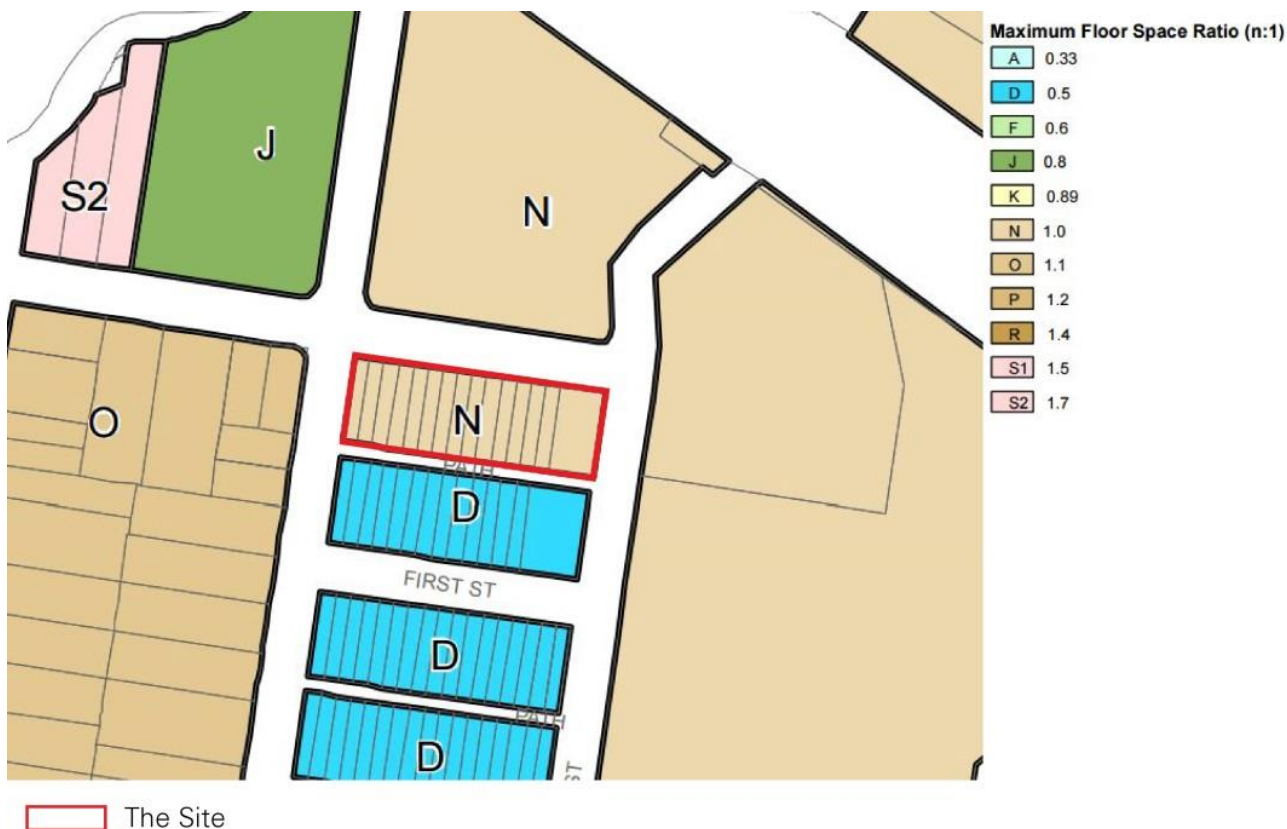 Maximum Floor Space Ratio (n:1)
A 0.33
D 0.5
F 0.6
J 0.8
K 0.89
N 1.0
O 1.1
P 1.2
R 1.4
S1 1.5
S2 1.7
J
S2
N
O
N
PATH
D
FIRST ST
D
PATH
D
ST
The Site